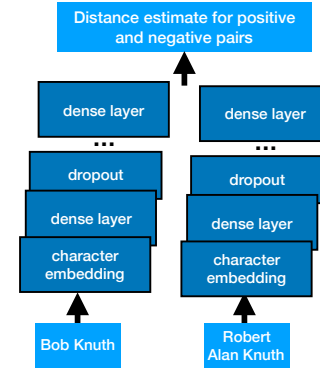 Distance estimate for positive
and negative pairs
dense layer
...
dropout
dense layer
character
embedding
Bob Knuth
dense layer
...
dropout
dense layer
character
embedding
Robert
Alan Knuth